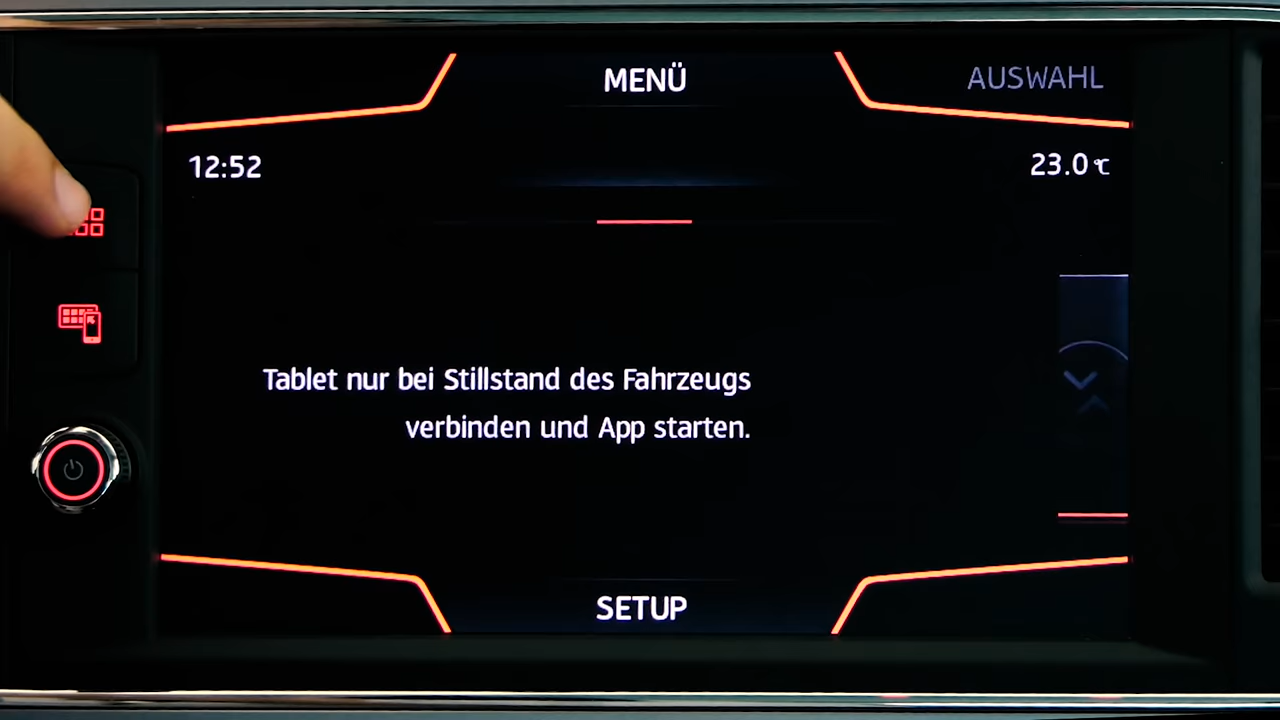 MENÜ
AUSWAHL
12:52
23.0 °C
Tablet nur bei Stillstand des Fahrzeugs
verbinden und App starten.
SETUP